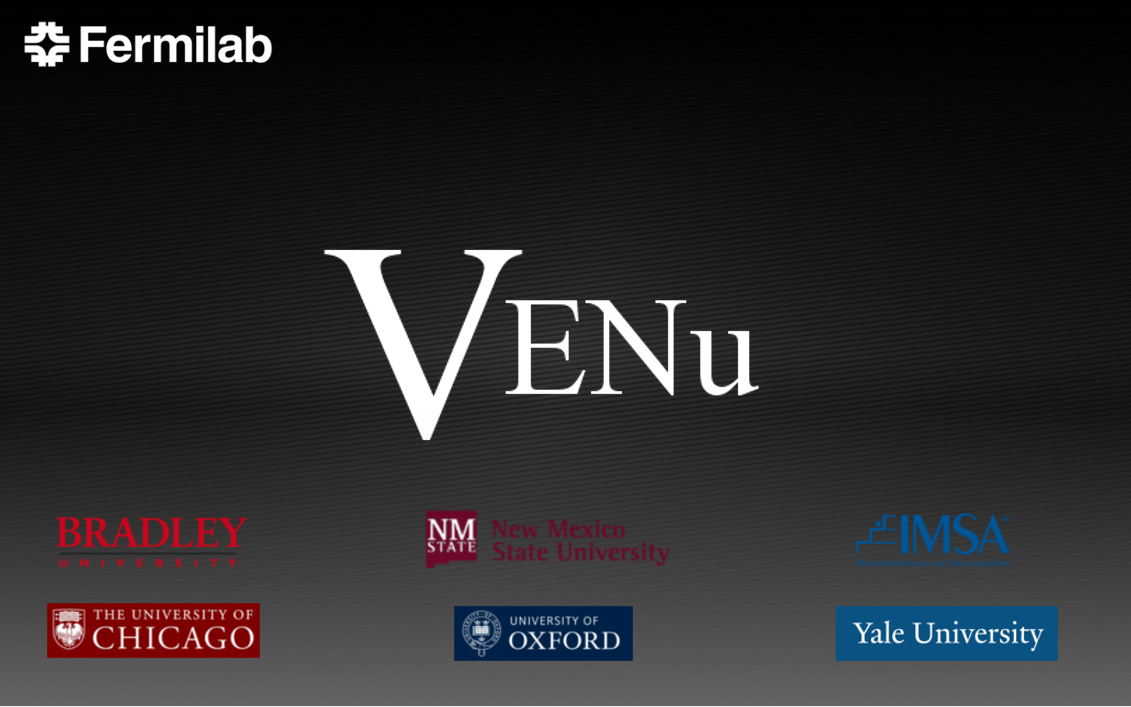 Fermilab
VENu
BRADLEY
UNIVERSITY
NM
STATE
New Mexico
State University
IMSA®
THE UNIVERSITY OF
CHICAGO
UNIVERSITY OF
OXFORD
Yale University